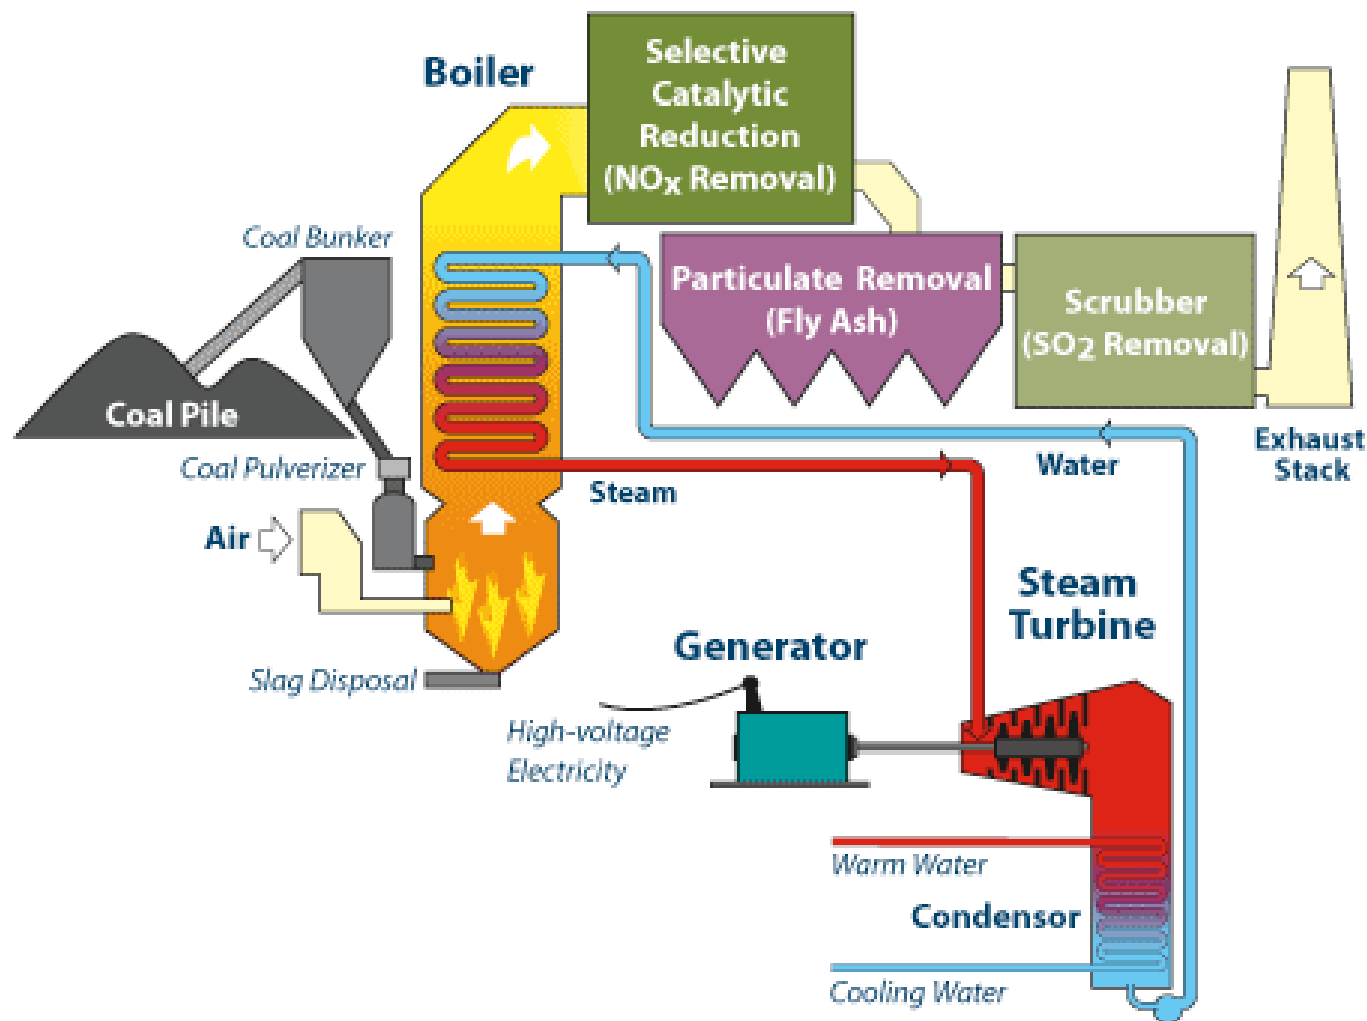 Boiler
Selective
Catalytic
Reduction
(NOx Removal)
Coal Bunker
Particulate Removal
(Fly Ash)
Scrubber
(SO2 Removal)
Coal Pile
Coal Pulverizer
Exhaust
Stack
Water
Steam
Air
Steam
Turbine
Generator
Slag Disposal
High-voltage
Electricity
Warm Water
Condensor
Cooling Water